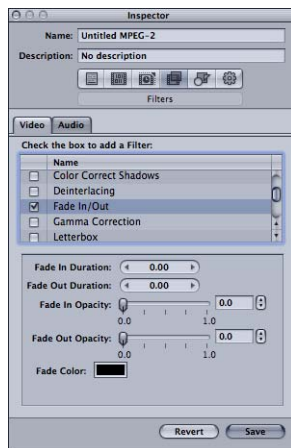 Inspector
Name: Untitled MPEG-2
Description: No description
Filters
Video Audio
Check the box to add a Filter:
Name
Color Correct Shadows
Deinterlacing
Fade In/Out
Gamma Correction
Letterbox
Fade In Duration: 0.00
Fade Out Duration: 0.00
Fade In Opacity: 0.0
0.0 1.0
Fade Out Opacity: 0.0
0.0 1.0
Fade Color:
Revert Save